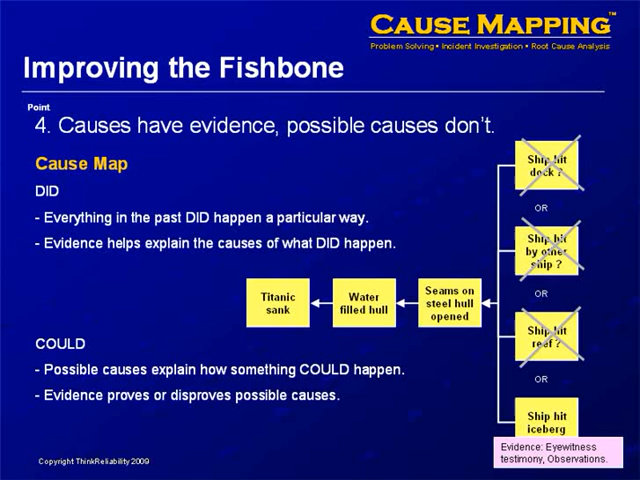 CAUSE MAPPING™
Problem Solving • Incident Investigation • Root Cause Analysis
Improving the Fishbone
Point
4. Causes have evidence, possible causes don't.
Cause Map
DID
- Everything in the past DID happen a particular way.
- Evidence helps explain the causes of what DID happen.
Ship hit
dock ?
OR
Ship hit
by other
ship ?
OR
Titanic
sank
Water
filled hull
Seams on
steel hull
opened
Ship hit
reef ?
OR
COULD
- Possible causes explain how something COULD happen.
- Evidence proves or disproves possible causes.
Ship hit
iceberg
Evidence: Eyewitness
testimony, Observations.
Copyright ThinkReliability 2009